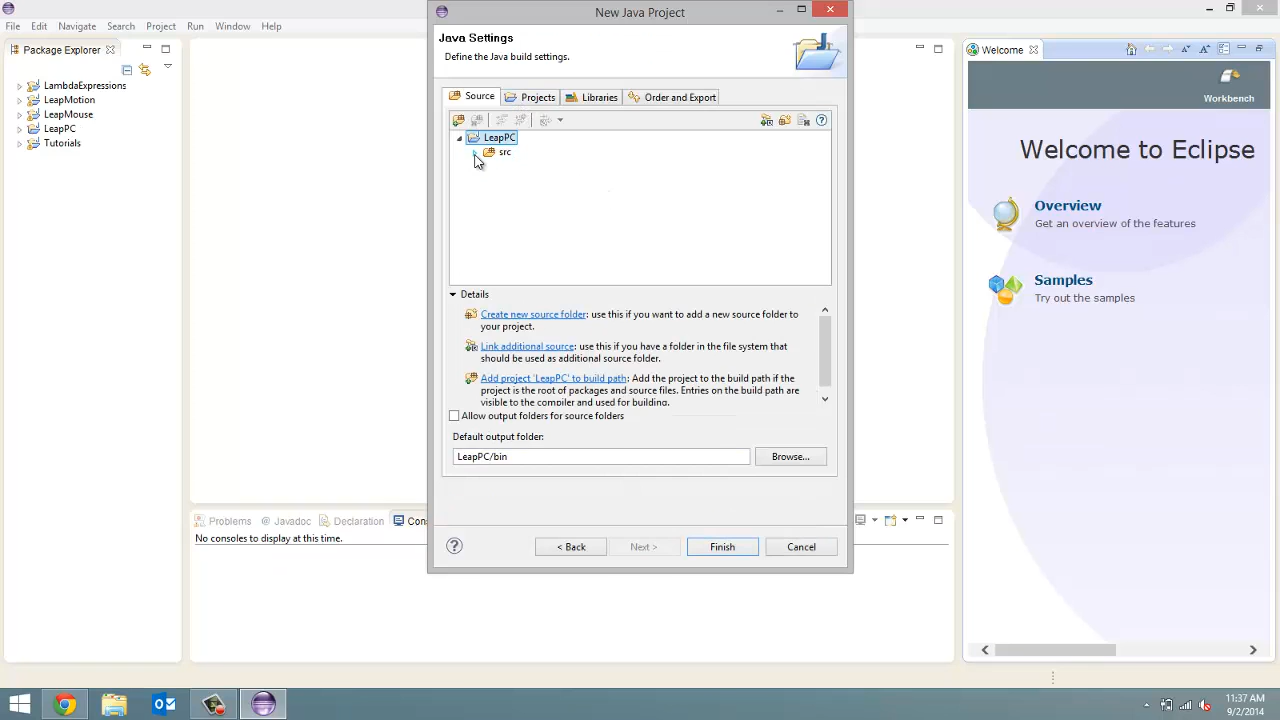 New Java Project
File Edit Navigate Search Project Run Window Help
Package Explorer
LambdaExpressions
LeapMotion
LeapMouse
LeapPC
Tutorials
Java Settings
Define the Java build settings.
Source Projects Libraries Order and Export
LeapPC
src
Details
Create new source folder: use this if you want to add a new source folder to
your project.
Link additional source: use this if you have a folder in the file system that
should be used as additional source folder.
Add project 'LeapPC' to build path: Add the project to the build path if the
project is the root of packages and source files. Entries on the build path are
visible to the compiler and used for building.
Allow output folders for source folders
Default output folder:
LeapPC/bin Browse...
< Back Next > Finish Cancel
Problems @ Javadoc Declaration Con
No consoles to display at this time.
Welcome
Workbench
Welcome to Eclipse
Overview
Get an overview of the features
Samples
Try out the samples
11:37 AM
9/2/2014